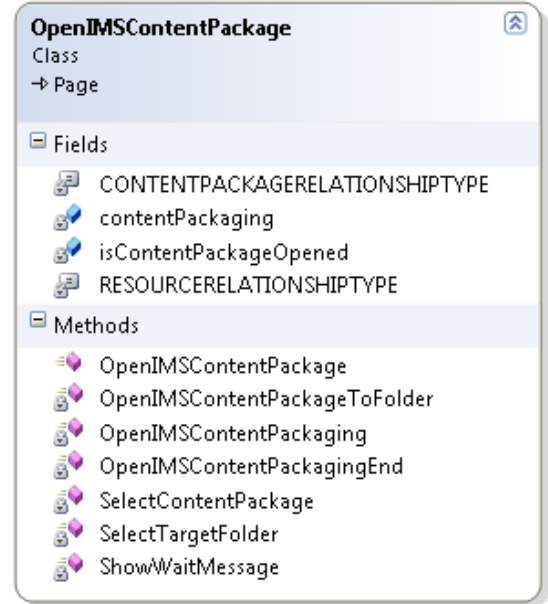 OpenIMSContentPackage
Class
Page
Fields
CONTENTPACKAGERELATIONSHIPTYPE
contentPackaging
isContentPackageOpened
RESOURCERELATIONSHIPTYPE
Methods
OpenIMSContentPackage
OpenIMSContentPackageToFolder
OpenIMSContentPackaging
OpenIMSContentPackagingEnd
SelectContentPackage
SelectTargetFolder
ShowWaitMessage